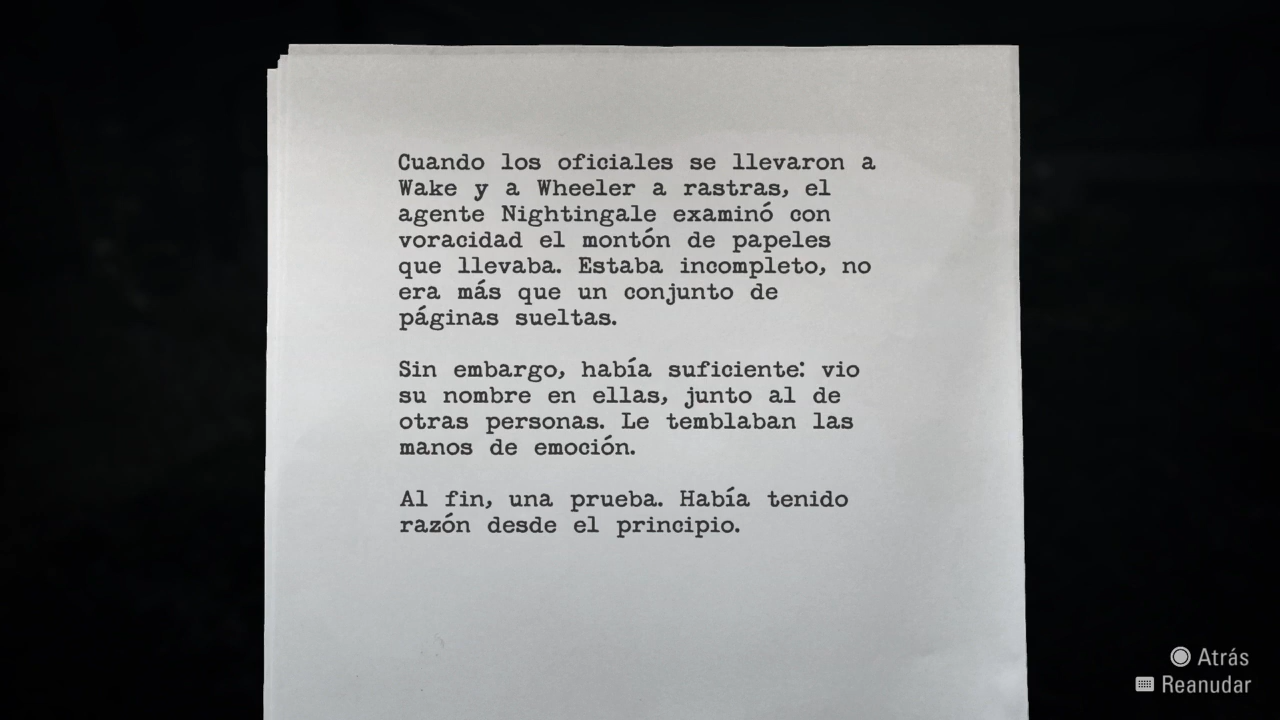 Cuando los oficiales se llevaron a
Wake y a Wheeler a rastras, el
agente Nightingale examinó con
voracidad el montón de papeles
que llevaba. Estaba incompleto, no
era más que un conjunto de
páginas sueltas.
Sin embargo, había suficiente: vio
su nombre en ellas, junto al de
otras personas. Le temblaban las
manos de emoción.
Al fin, una prueba. Había tenido
razón desde el principio.
Atrás
Reanudar